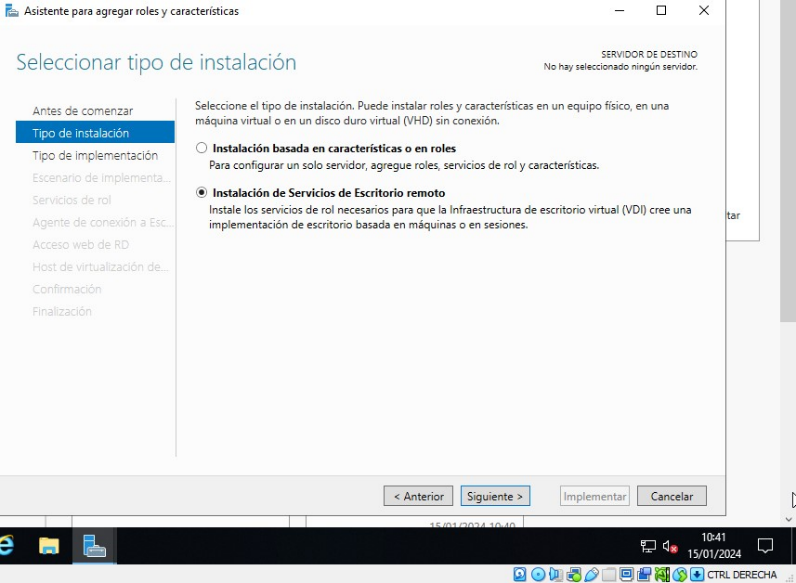 Asistente para agregar roles y características
Seleccionar tipo de instalación
SERVIDOR DE DESTINO
No hay seleccionado ningún servidor.
Antes de comenzar
Tipo de instalación
Tipo de implementación
Escenario de implementa...
Servicios de rol
Agente de conexión a Esc...
Acceso web de RD
Host de virtualización de...
Confirmación
Finalización
Seleccione el tipo de instalación. Puede instalar roles y características en un equipo físico, en una
máquina virtual o en un disco duro virtual (VHD) sin conexión.
Instalación basada en características o en roles
Para configurar un solo servidor, agregue roles, servicios de rol y características.
Instalación de Servicios de Escritorio remoto
Instale los servicios de rol necesarios para que la Infraestructura de escritorio virtual (VDI) cree una
implementación de escritorio basada en máquinas o en sesiones.
tar
< Anterior
Siguiente >
Implementar
Cancelar
15/01/2024 10:40
10:41
15/01/2024
CTRL DERECHA